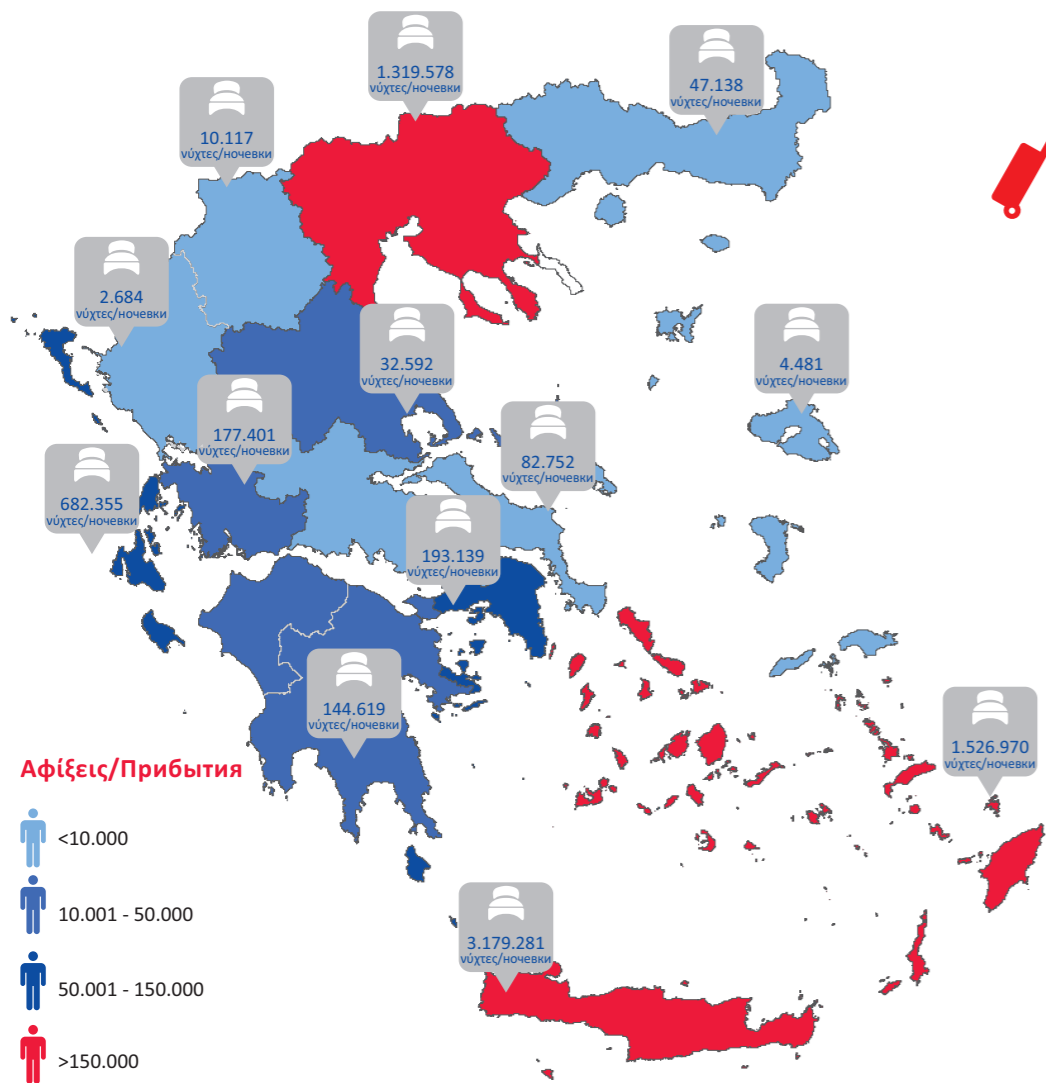 1.319.578
νύχτες/ночевки
47.138
νύχτες/ночевки
10.117
νύχτες/ночевки
2.684
νύχτες/ночевки
32.592
νύχτες/ночевки
4.481
νύχτες/ночевки
177.401
νύχτες/ночевки
82.752
νύχτες/ночевки
682.355
νύχτες/ночевки
193.139
νύχτες/ночевки
144.619
νύχτες/ночевки
1.526.970
νύχτες/ночевки
3.179.281
νύχτες/ночевки
Αφίξεις/Прибытия
<10.000
10.001 - 50.000
50.001 - 150.000
>150.000